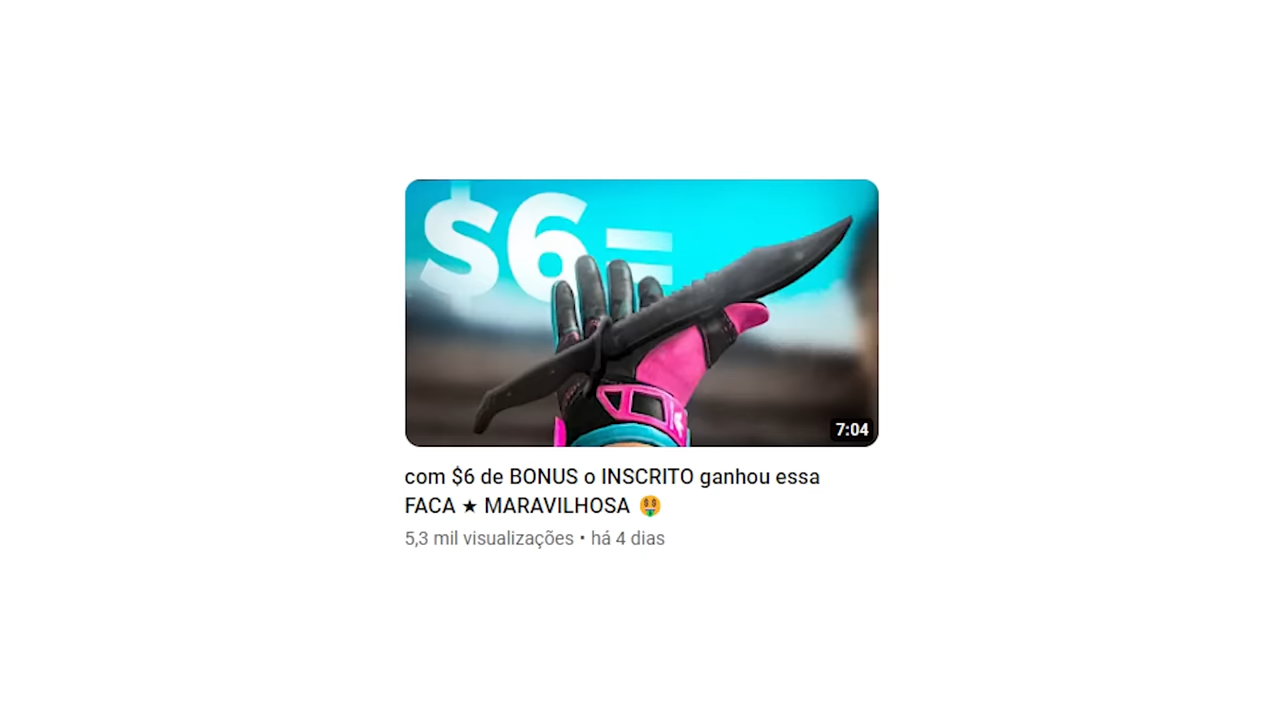 $6=
7:04
com $6 de BONUS o INSCRITO ganhou essa
FACA ★ MARAVILHOSA 🤑
5,3 mil visualizações • há 4 dias